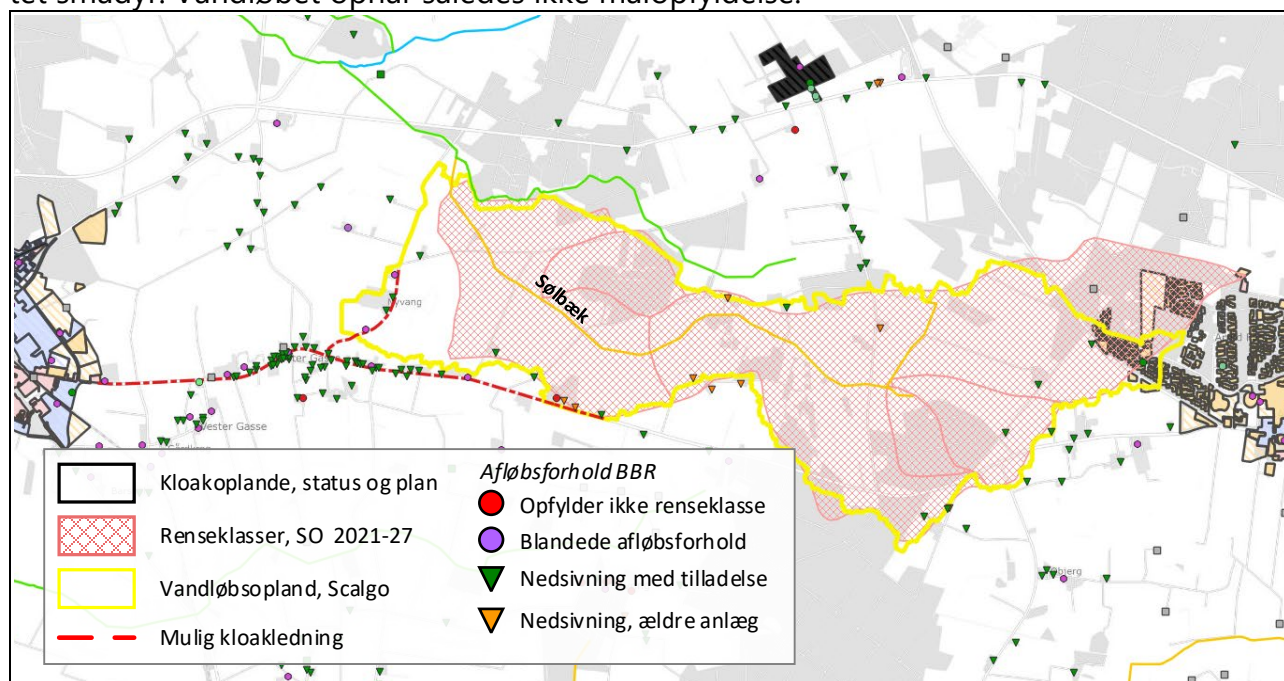 tet smådyr. Vandløbet opnår således ikke målopfyldelse.
Sølbæk
Nyvang
Vester Gasse
Kloakoplande, status og plan
Renseklasser, SO 2021-27
Vandløbsopland, Scalgo
Mulig kloakledning
Afløbsforhold BBR
Opfylder ikke renseklasse
Blandede afløbsforhold
Nedsivning med tilladelse
Nedsivning, ældre anlæg